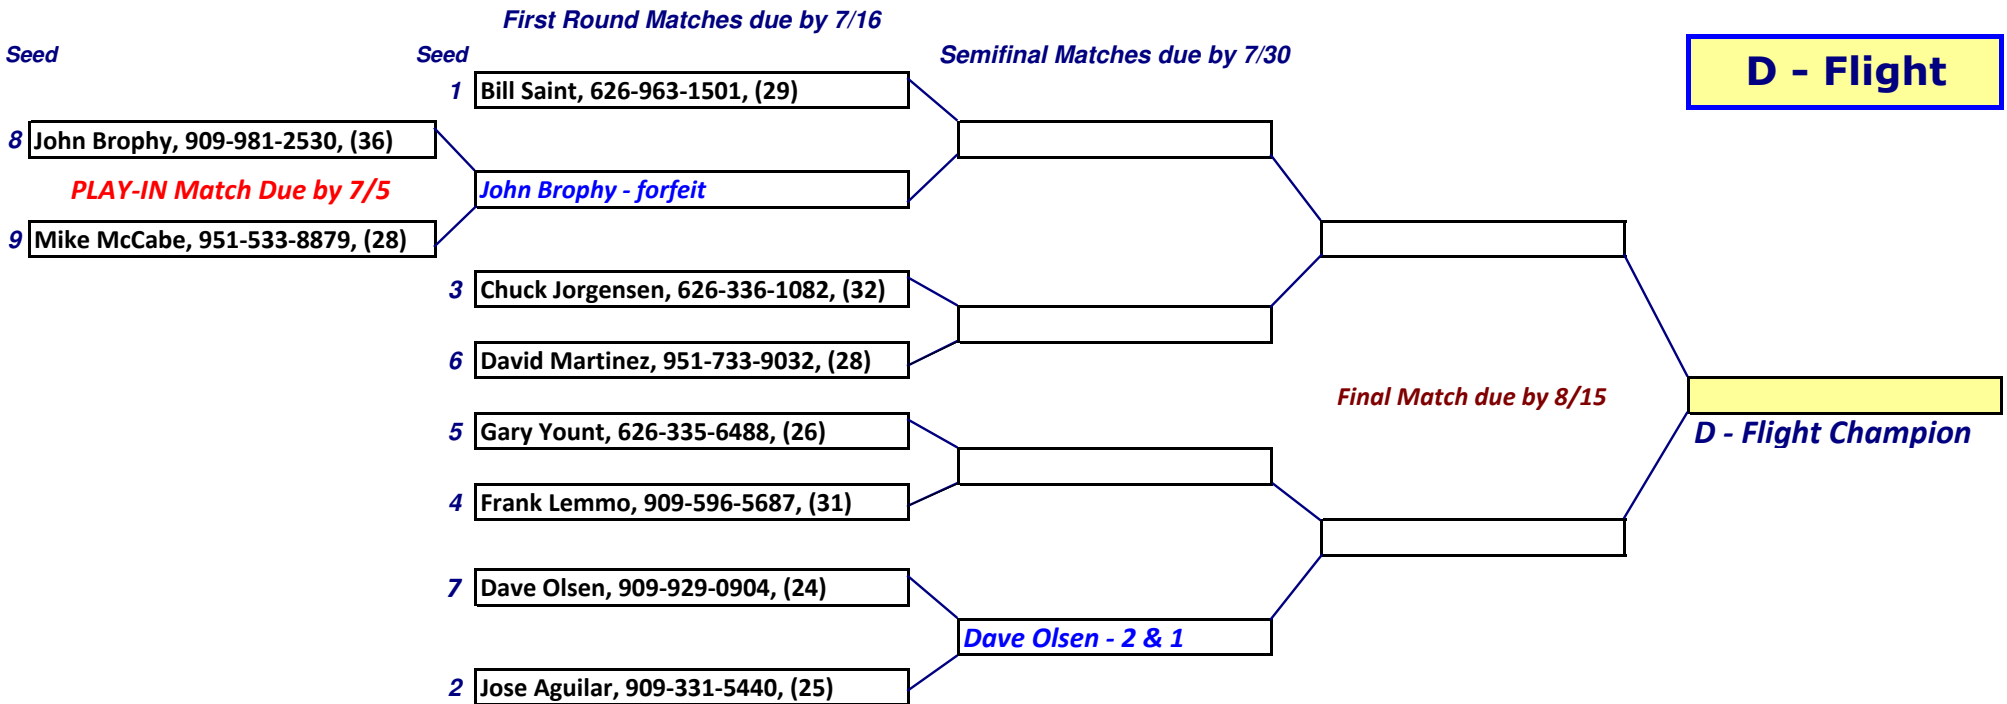 First Round Matches due by 7/16
Seed
Seed
Semifinal Matches due by 7/30
D - Flight
1 Bill Saint, 626-963-1501, (29)
8 John Brophy, 909-981-2530, (36)
PLAY-IN Match Due by 7/5
John Brophy - forfeit
9 Mike McCabe, 951-533-8879, (28)
3 Chuck Jorgensen, 626-336-1082, (32)
6 David Martinez, 951-733-9032, (28)
Final Match due by 8/15
5 Gary Yount, 626-335-6488, (26)
D - Flight Champion
4 Frank Lemmo, 909-596-5687, (31)
7 Dave Olsen, 909-929-0904, (24)
Dave Olsen - 2 & 1
2 Jose Aguilar, 909-331-5440, (25)